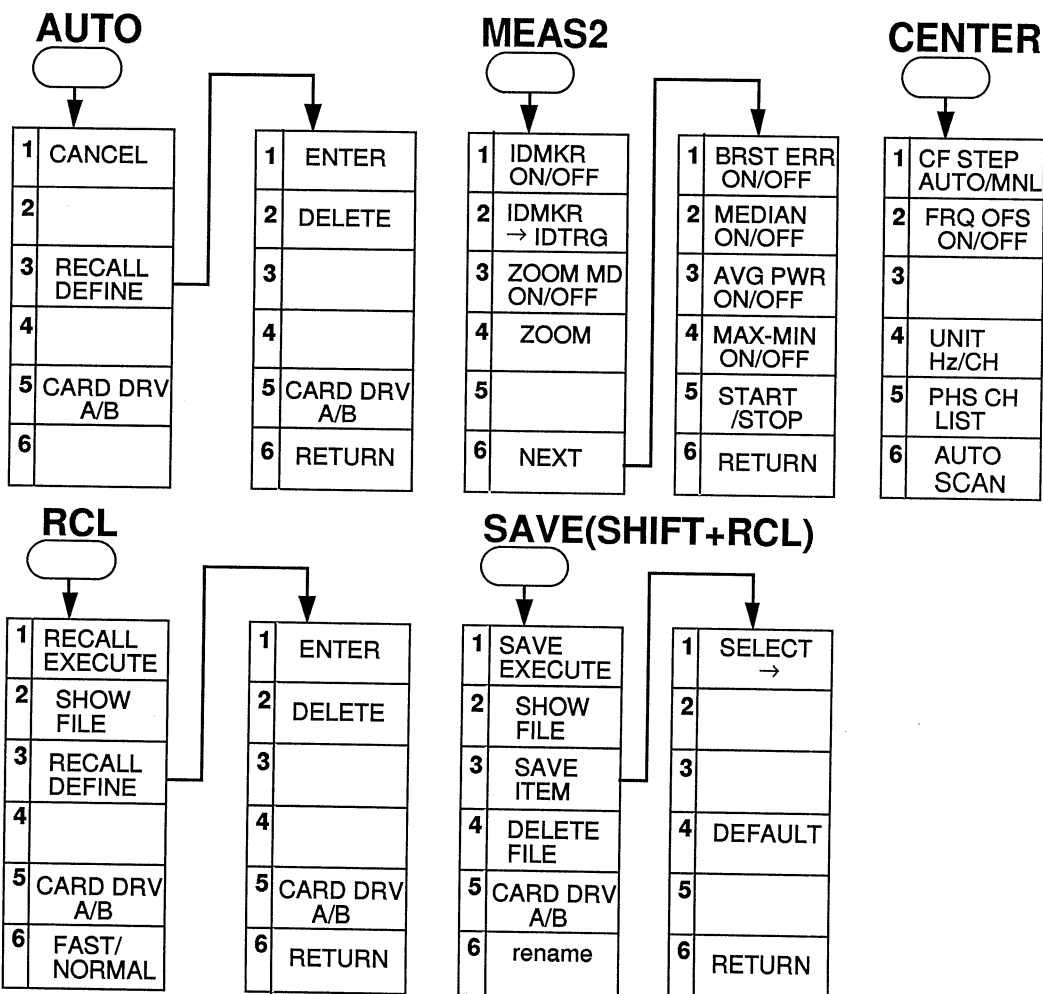 AUTO
1 CANCEL
2
3 RECALL
DEFINE
4
5 CARD DRV
A/B
6
1 ENTER
2 DELETE
3
4
5 CARD DRV
A/B
6 RETURN
MEAS2
1 IDMKR
ON/OFF
2 IDMKR
→ IDTRG
3 ZOOM MD
ON/OFF
4 ZOOM
5
6 NEXT
1 BRST ERR
ON/OFF
2 MEDIAN
ON/OFF
3 AVG PWR
ON/OFF
4 MAX-MIN
ON/OFF
5 START
/STOP
6 RETURN
CENTER
1 CF STEP
AUTO/MNL
2 FRQ OFS
ON/OFF
3
4 UNIT
Hz/CH
5 PHS CH
LIST
6 AUTO
SCAN
RCL
1 RECALL
EXECUTE
2 SHOW
FILE
3 RECALL
DEFINE
4
5 CARD DRV
A/B
6 FAST/
NORMAL
1 ENTER
2 DELETE
3
4
5 CARD DRV
A/B
6 RETURN
SAVE(SHIFT+RCL)
1 SAVE
EXECUTE
2 SHOW
FILE
3 SAVE
ITEM
4 DELETE
FILE
5 CARD DRV
A/B
6 rename
1 SELECT
→
2
3
4 DEFAULT
5
6 RETURN